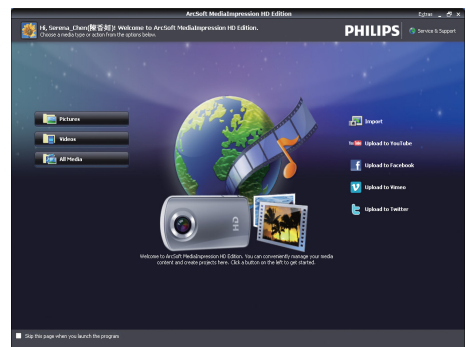 ArcSoft MediaImpression HD Edition
Extras
Hi, Serena_Chen(陳香郁)! Welcome to ArcSoft MediaImpression HD Edition.
Choose a media type or action from the options below.
PHILIPS
Service & Support
Pictures
Videos
All Media
Import
Upload to YouTube
Upload to Facebook
Upload to Vimeo
Upload to Twitter
HD
Welcome to ArcSoft MediaImpression HD Edition. You can conveniently manage your media
content and create projects here. Click a button on the left to get started.
Skip this page when you launch the program